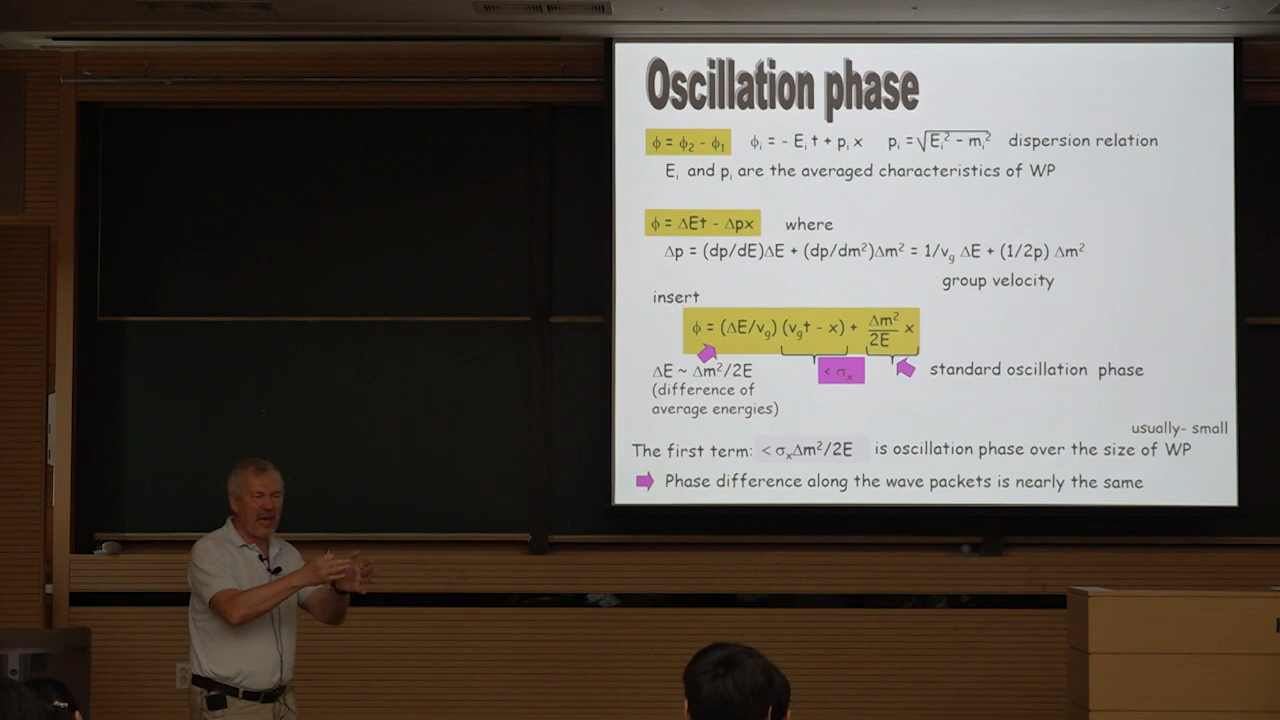 Oscillation phase
ϕ = ϕ₂ - ϕ₁   ϕᵢ = - Eᵢ t + pᵢ x   pᵢ = √Eᵢ² – mᵢ²   dispersion relation
Eᵢ and pᵢ are the averaged characteristics of WP
ϕ = ΔEt - Δpx   where
Δp = (dp/dE)ΔE + (dp/dm²)Δm² = 1/v_g ΔE + (1/2p) Δm²
group velocity
insert
ϕ = (ΔE/v_g) (v_g t - x) + Δm²/2E x
ΔE ~ Δm²/2E   < σₓ   standard oscillation phase
(difference of
average energies)
usually- small
The first term: < σₓΔm²/2E is oscillation phase over the size of WP
Phase difference along the wave packets is nearly the same